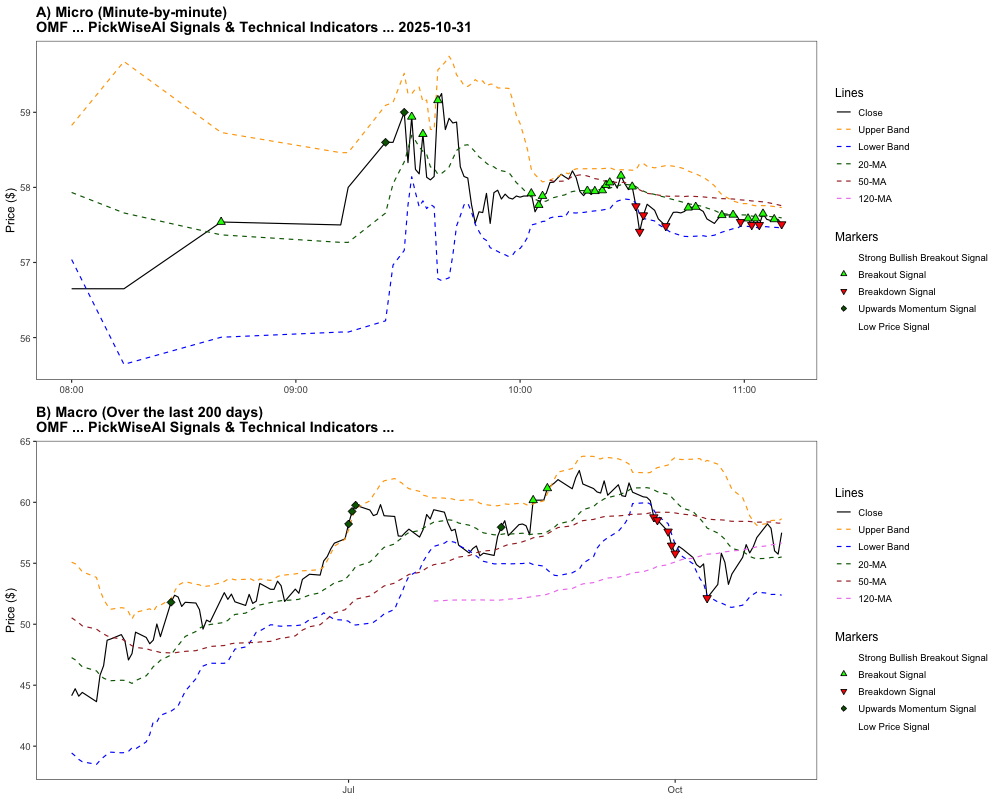 A) Micro (Minute-by-minute)
OMF ... PickWiseAI Signals & Technical Indicators ... 2025-10-31
Price ($)
59
58
57
56
08:00
09:00
10:00
11:00
Lines
Close
Upper Band
Lower Band
20-MA
50-MA
120-MA
Markers
Strong Bullish Breakout Signal
Breakout Signal
Breakdown Signal
Upwards Momentum Signal
Low Price Signal
B) Macro (Over the last 200 days)
OMF ... PickWiseAI Signals & Technical Indicators ...
Price ($)
65
60
55
50
45
40
Jul
Oct
Lines
Close
Upper Band
Lower Band
20-MA
50-MA
120-MA
Markers
Strong Bullish Breakout Signal
Breakout Signal
Breakdown Signal
Upwards Momentum Signal
Low Price Signal